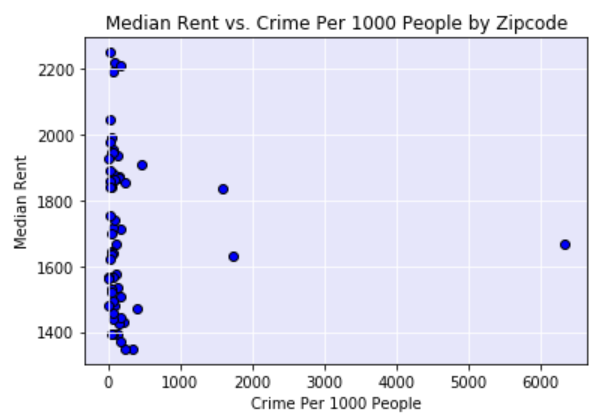 Median Rent vs. Crime Per 1000 People by Zipcode
2200
2000
1800
1600
1400
Median Rent
0 1000 2000 3000 4000 5000 6000
Crime Per 1000 People